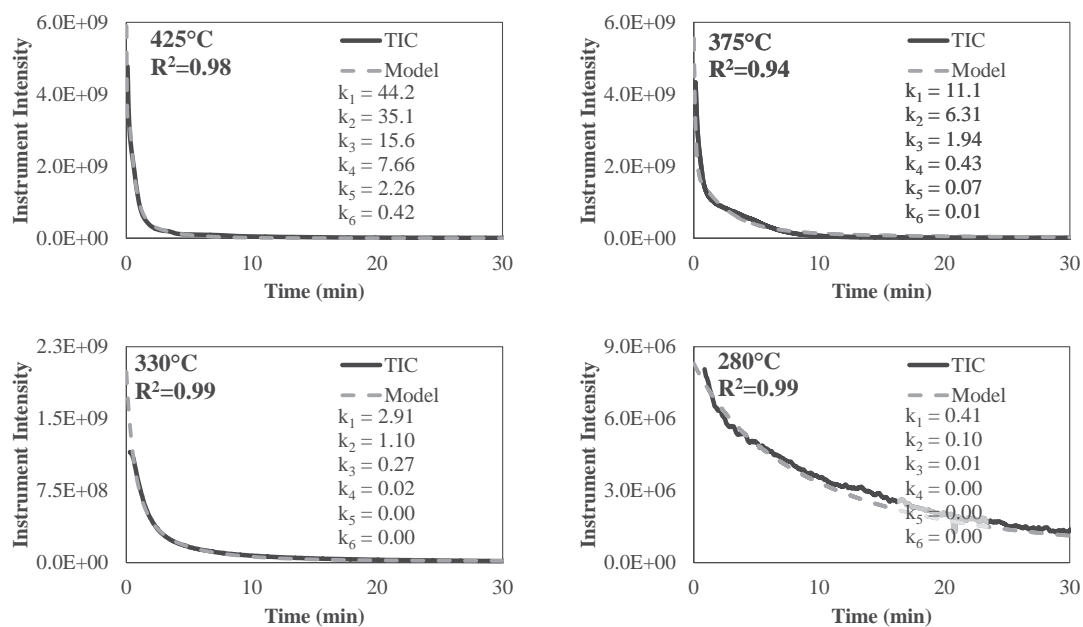 6.0E+09
4.0E+09
2.0E+09
0.0E+00
Instrument Intensity
425°C
R²=0.98
TIC
Model
k₁ = 44.2
k₂ = 35.1
k₃ = 15.6
k₄ = 7.66
k₅ = 2.26
k₆ = 0.42
0 10 20 30
Time (min)
6.0E+09
4.0E+09
2.0E+09
0.0E+00
Instrument Intensity
375°C
R²=0.94
TIC
Model
k₁ = 11.1
k₂ = 6.31
k₃ = 1.94
k₄ = 0.43
k₅ = 0.07
k₆ = 0.01
0 10 20 30
Time (min)
2.3E+09
1.5E+09
7.5E+08
0.0E+00
Instrument Intensity
330°C
R²=0.99
TIC
Model
k₁ = 2.91
k₂ = 1.10
k₃ = 0.27
k₄ = 0.02
k₅ = 0.00
k₆ = 0.00
0 10 20 30
Time (min)
9.0E+06
6.0E+06
3.0E+06
0.0E+00
Instrument Intensity
280°C
R²=0.99
TIC
Model
k₁ = 0.41
k₂ = 0.10
k₃ = 0.01
k₄ = 0.00
k₅ = 0.00
k₆ = 0.00
0 10 20 30
Time (min)